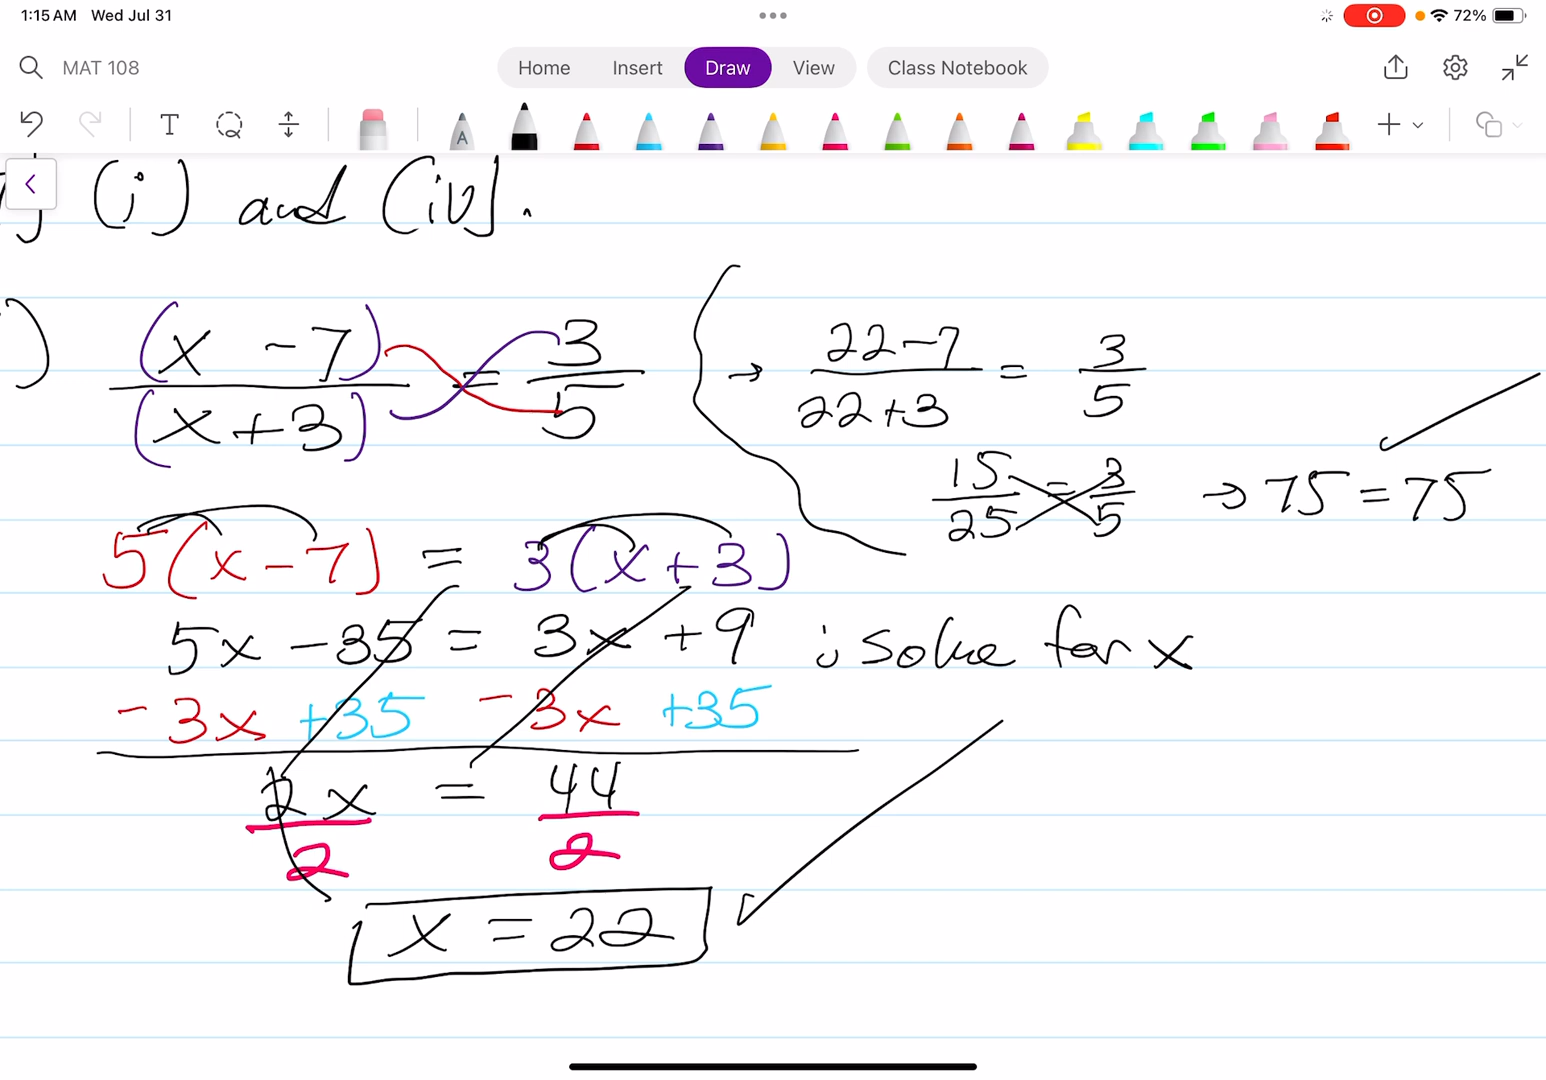 1:15 AM Wed Jul 31
72%
MAT 108
Home Insert Draw View Class Notebook
T A
(i) and (iv).
) (x - 7) / (x + 3) = 3 / 5
→ 22 - 7 / 22 + 3 = 3 / 5
15 / 25 = 3 / 5 → 75 = 75
5(x - 7) = 3(x + 3)
5x - 35 = 3x + 9 ; solve for x
- 3x + 35 - 3x + 35
2x / 2 = 44 / 2
x = 22